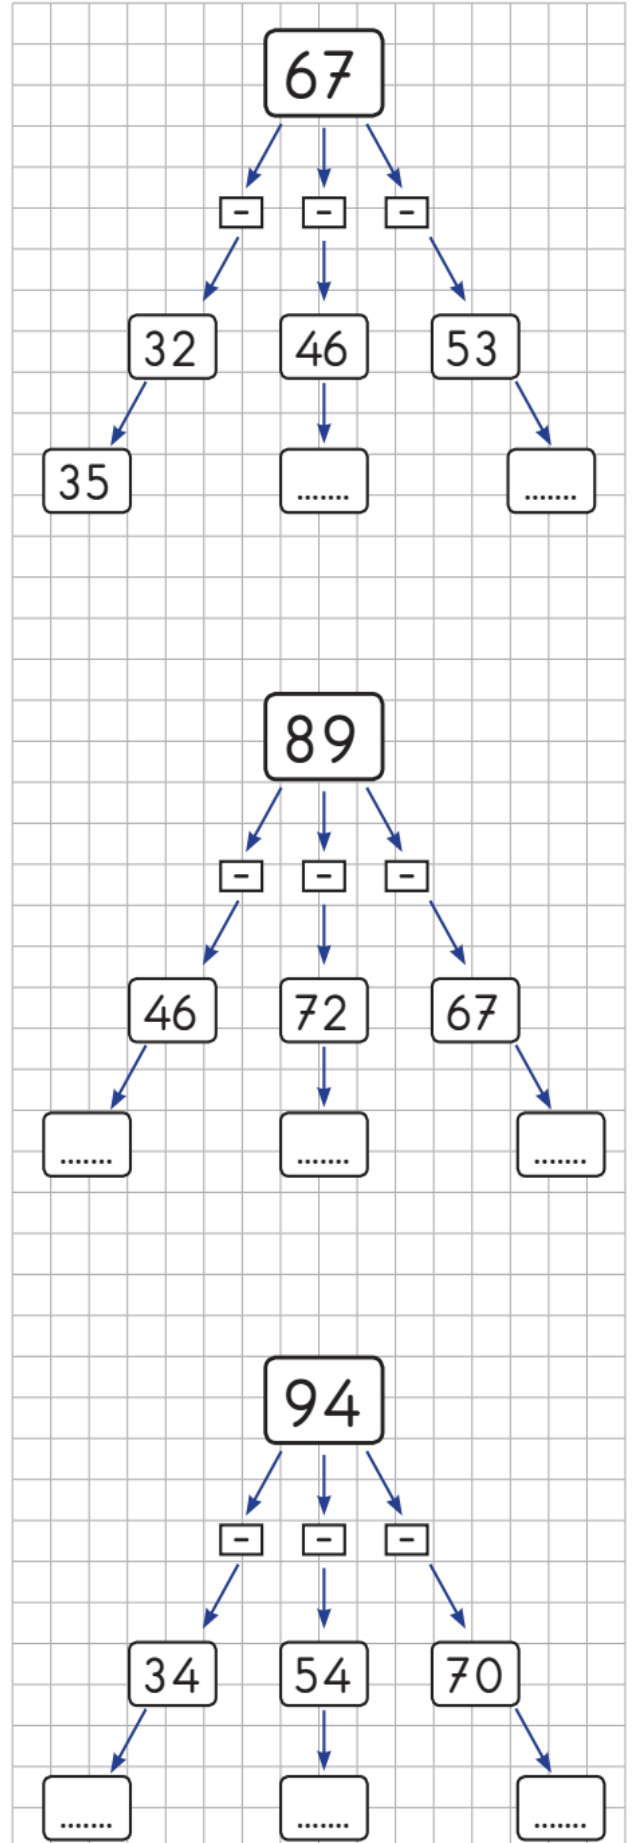 67
- - -
32 46 53
35 ....... .......
89
- - -
46 72 67
....... ....... .......
94
- - -
34 54 70
....... ....... .......